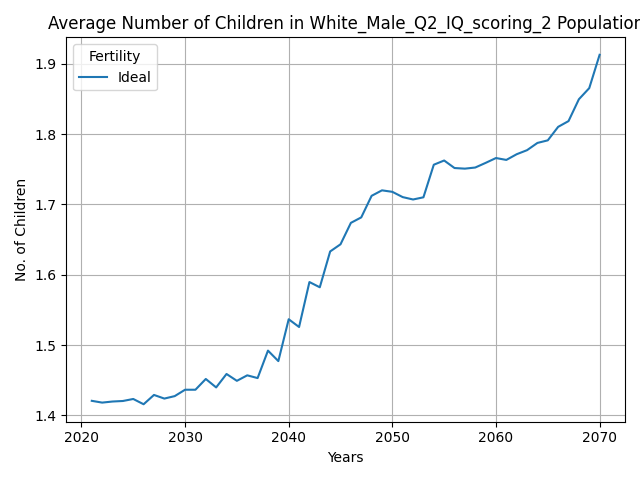 Average Number of Children in White_Male_Q2_IQ_scoring_2 Population
Fertility
Ideal
No. of Children
1.9
1.8
1.7
1.6
1.5
1.4
2020 2030 2040 2050 2060 2070
Years